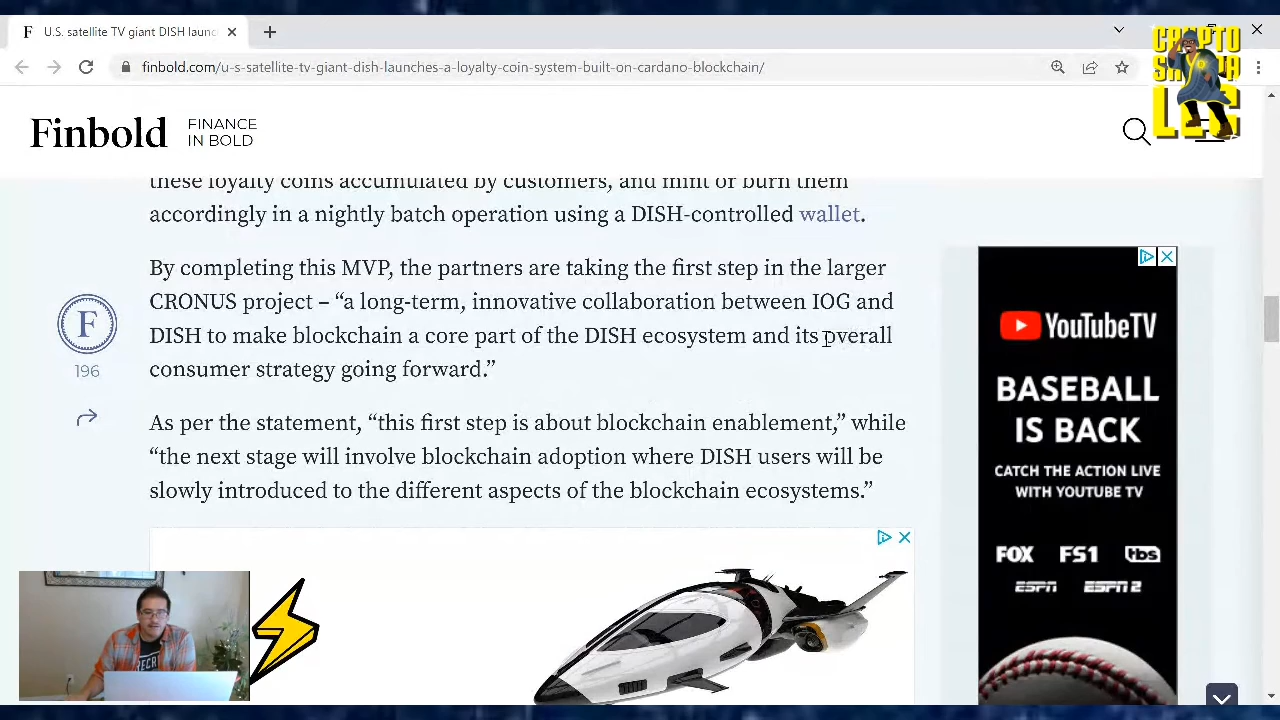 U.S. satellite TV giant DISH launc
finbold.com/u-s-satellite-tv-giant-dish-launches-a-loyalty-coin-system-built-on-cardano-blockchain/
CRYPTO
LEE
Finbold
FINANCE
IN BOLD
these loyalty coins accumulated by customers, and mint or burn them
accordingly in a nightly batch operation using a DISH-controlled wallet.
By completing this MVP, the partners are taking the first step in the larger
CRONUS project – “a long-term, innovative collaboration between IOG and
DISH to make blockchain a core part of the DISH ecosystem and its overall
consumer strategy going forward.”
F
196
As per the statement, “this first step is about blockchain enablement,” while
“the next stage will involve blockchain adoption where DISH users will be
slowly introduced to the different aspects of the blockchain ecosystems.”
YouTubeTV
BASEBALL
IS BACK
CATCH THE ACTION LIVE
WITH YOUTUBE TV
FOX FS1 tbs
ESPN ESPN2